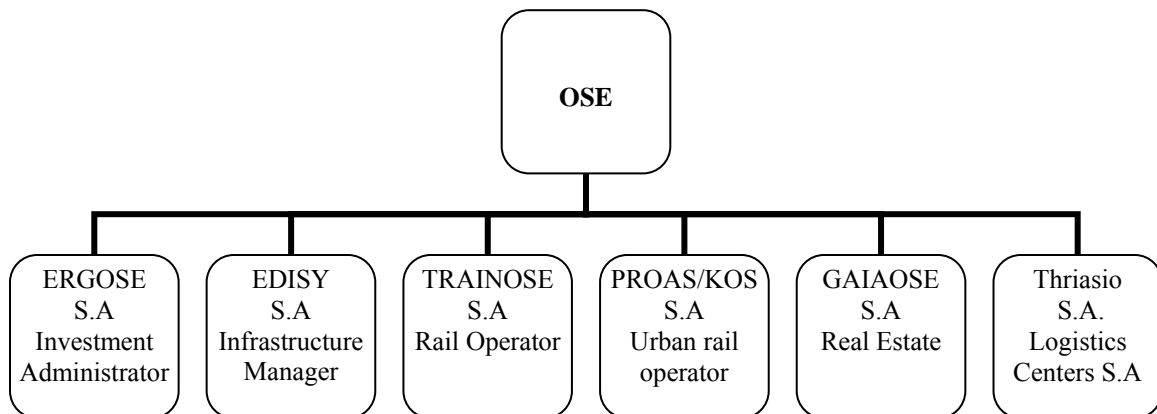 OSE
ERGOSE
S.A
Investment
Administrator
EDISY
S.A
Infrastructure
Manager
TRAINOSE
S.A
Rail Operator
PROAS/KOS
S.A
Urban rail
operator
GAIAOSE
S.A
Real Estate
Thriasio
S.A.
Logistics
Centers S.A